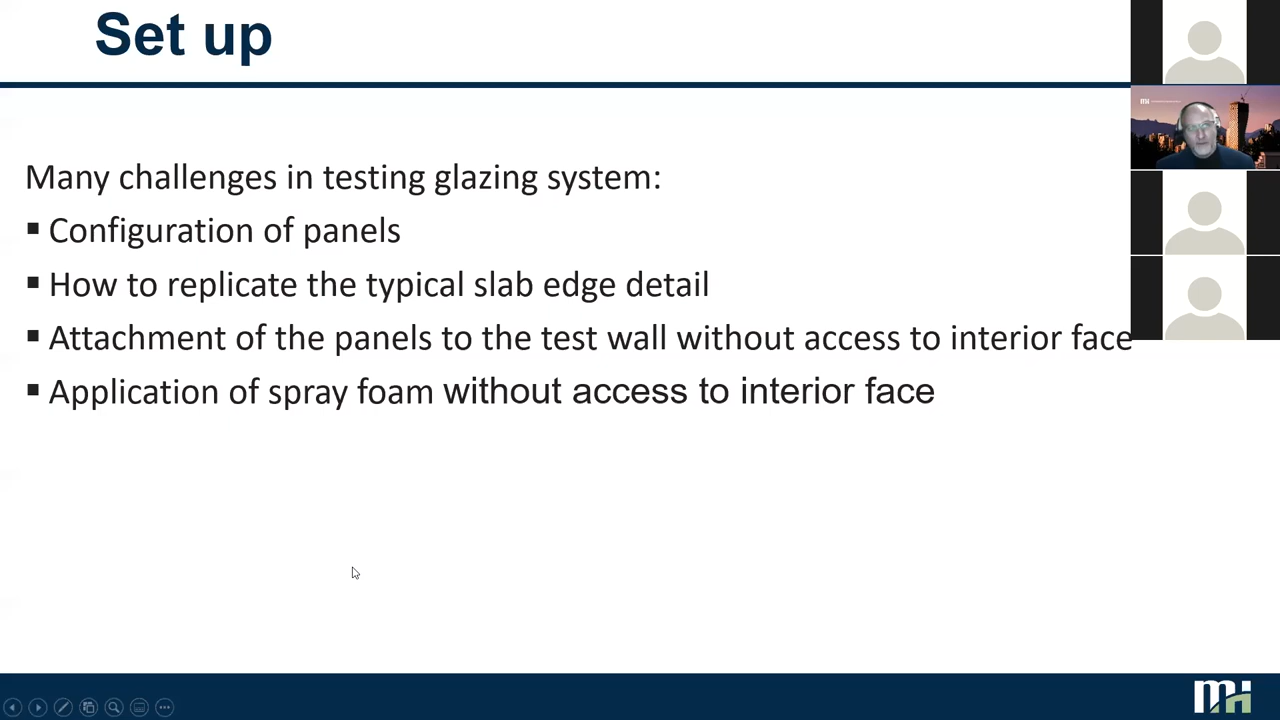 Set up
Many challenges in testing glazing system:
▪ Configuration of panels
▪ How to replicate the typical slab edge detail
▪ Attachment of the panels to the test wall without access to interior face
▪ Application of spray foam without access to interior face